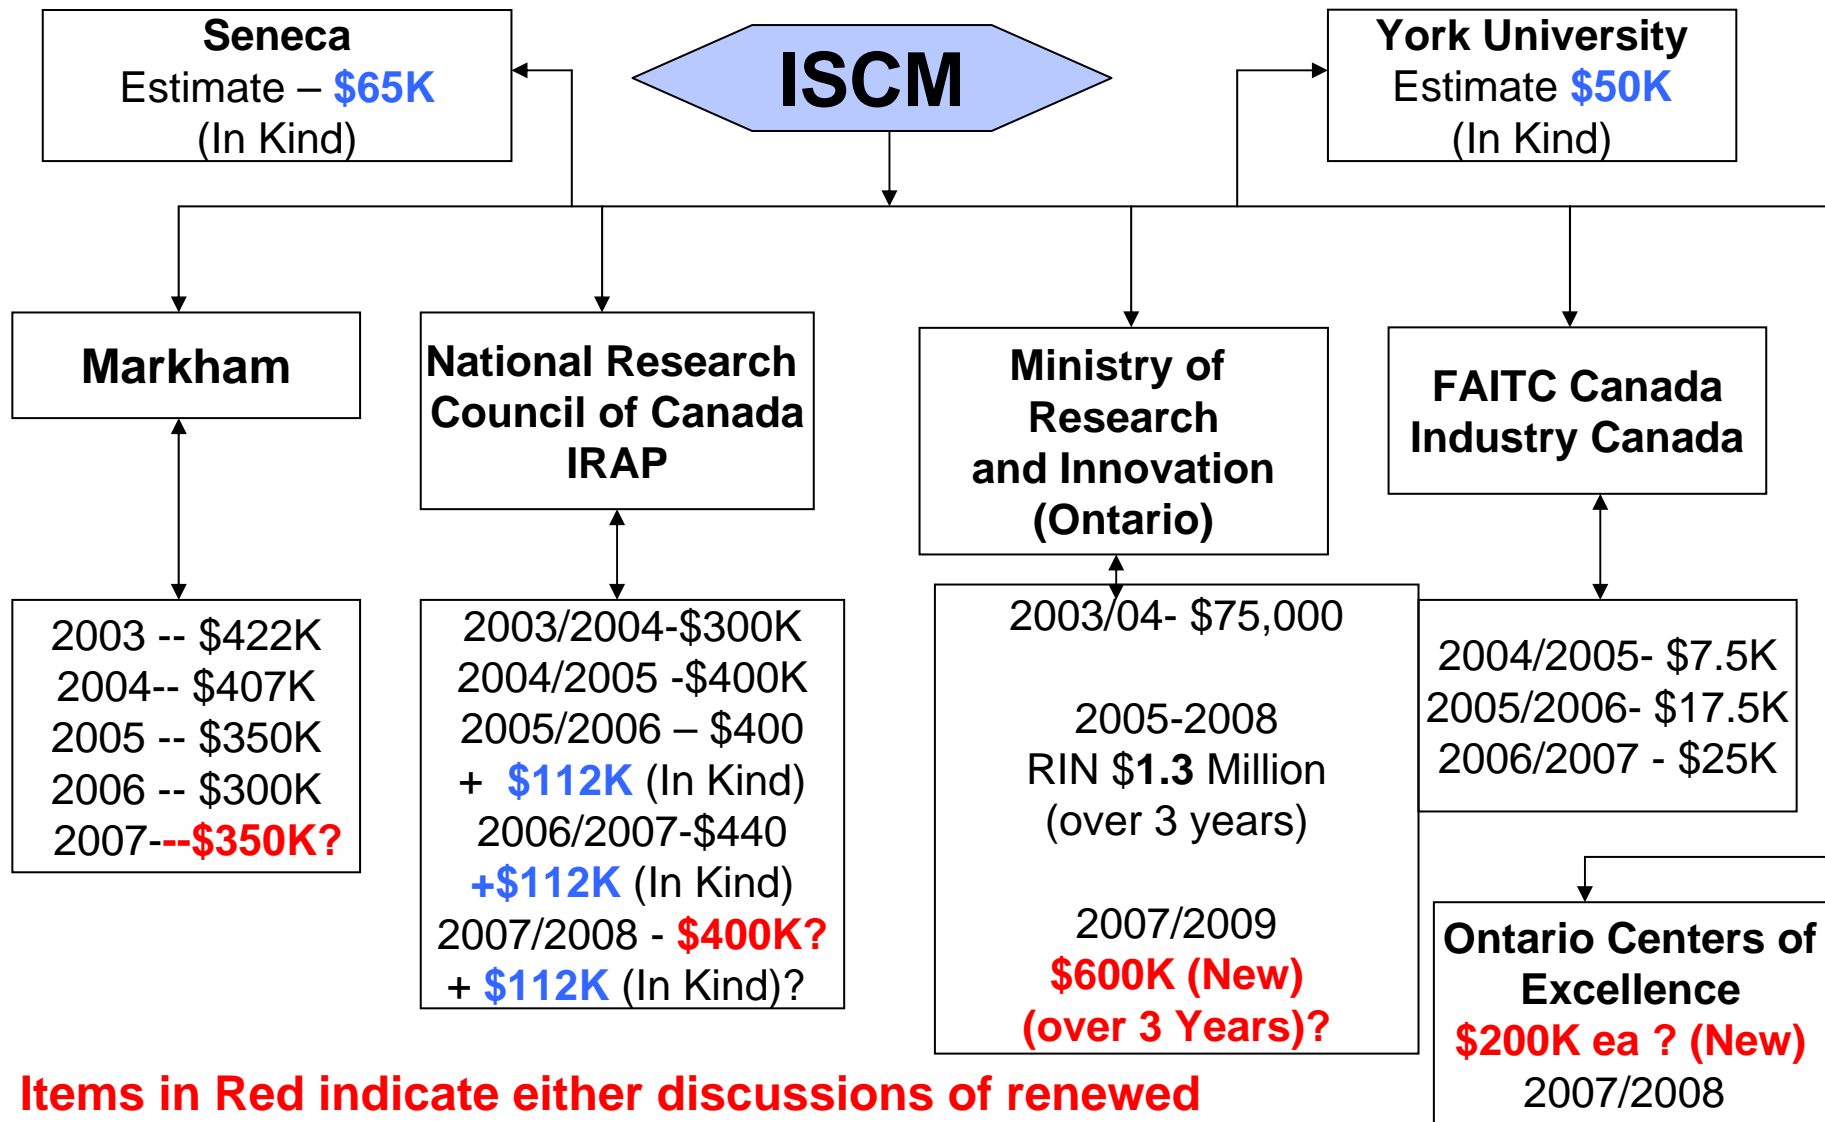 Seneca
Estimate – $65K
(In Kind)
ISCM
York University
Estimate $50K
(In Kind)
Markham
National Research
Council of Canada
IRAP
Ministry of
Research
and Innovation
(Ontario)
FAITC Canada
Industry Canada
2003 -- $422K
2004-- $407K
2005 -- $350K
2006 -- $300K
2007---$350K?
2003/2004-$300K
2004/2005 -$400K
2005/2006 – $400
+ $112K (In Kind)
2006/2007-$440
+$112K (In Kind)
2007/2008 - $400K?
+ $112K (In Kind)?
2003/04- $75,000
2005-2008
RIN $1.3 Million
(over 3 years)
2007/2009
$600K (New)
(over 3 Years)?
2004/2005- $7.5K
2005/2006- $17.5K
2006/2007 - $25K
Ontario Centers of
Excellence
$200K ea ? (New)
2007/2008
Items in Red indicate either discussions of renewed